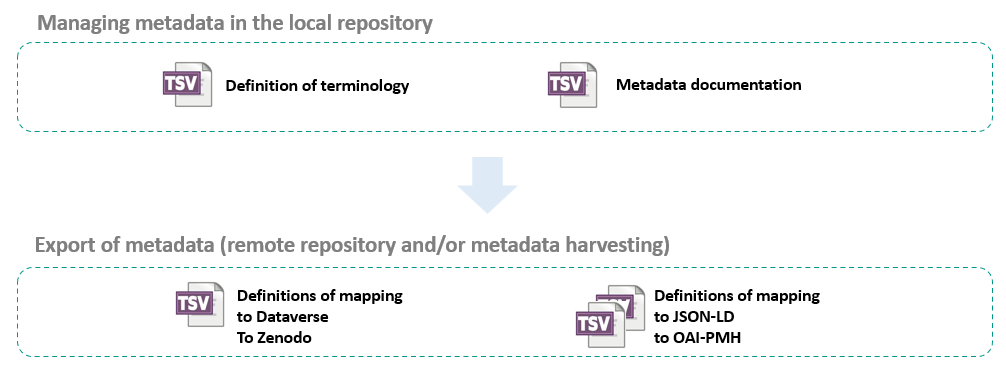 Managing metadata in the local repository
TSV
Definition of terminology
TSV
Metadata documentation
Export of metadata (remote repository and/or metadata harvesting)
TSV
Definitions of mapping
to Dataverse
To Zenodo
TSV
TSV
Definitions of mapping
to JSON-LD
to OAI-PMH